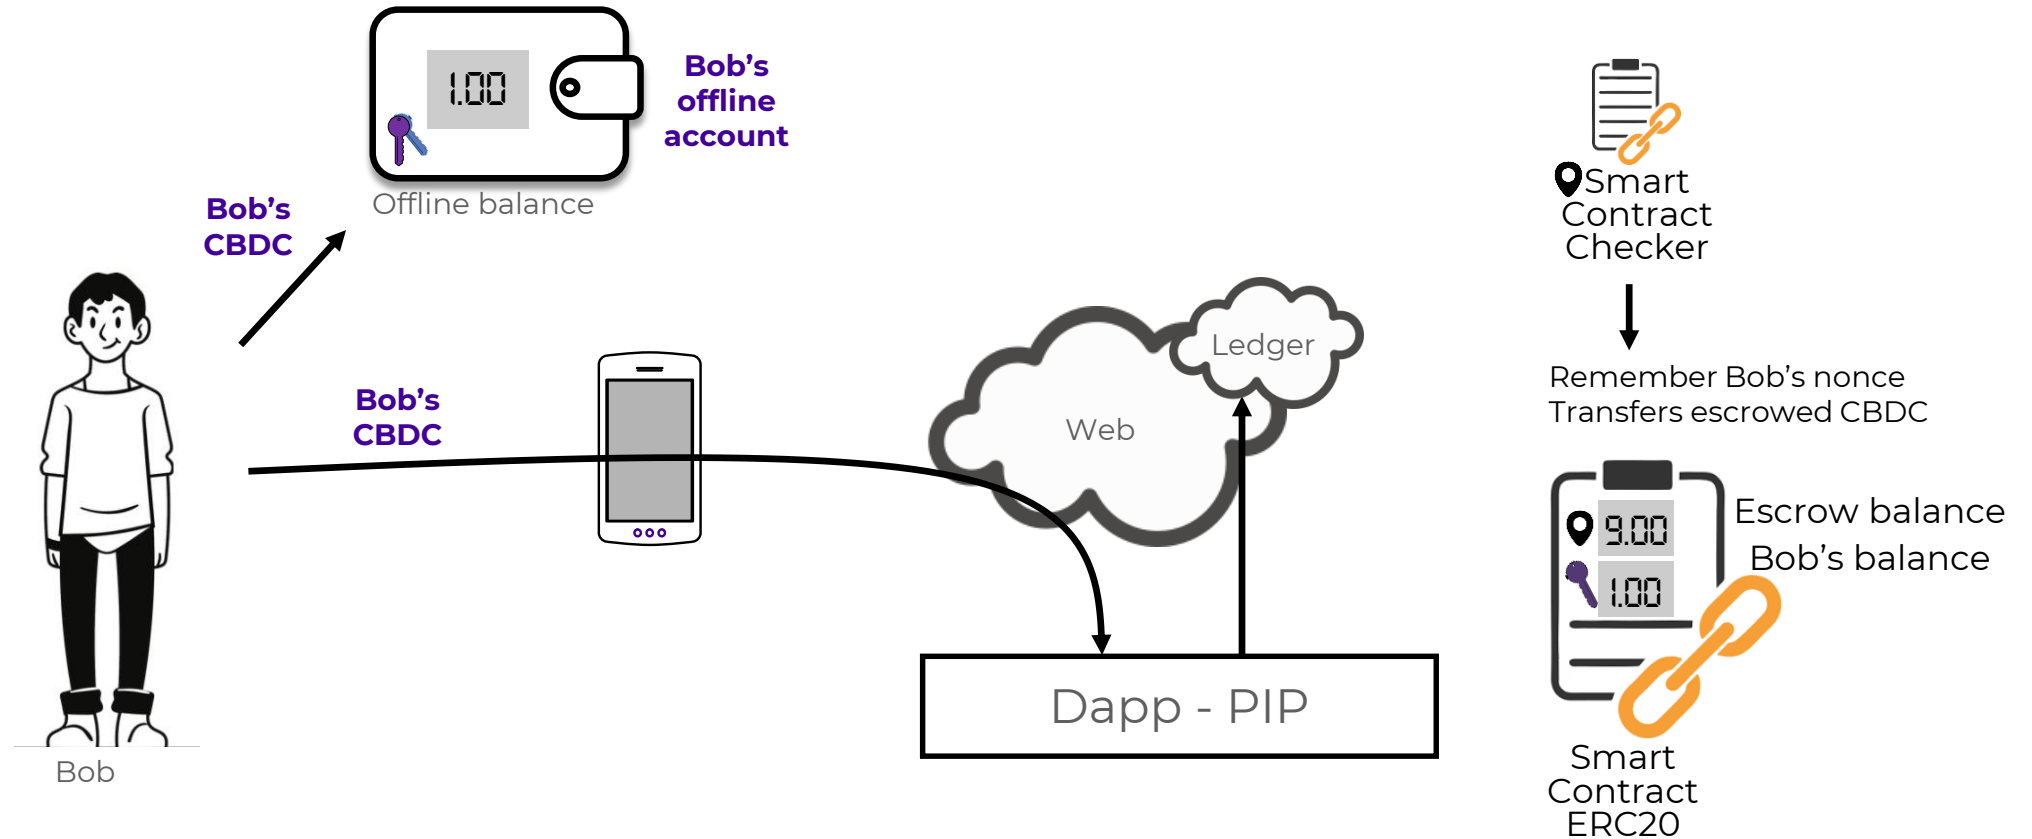 1.00
Bob's
offline
account
Offline balance
Bob's
CBDC
Bob's
CBDC
Bob
Web
Ledger
Dapp - PIP
Smart
Contract
Checker
Remember Bob's nonce
Transfers escrowed CBDC
9.00
Escrow balance
1.00
Bob's balance
Smart
Contract
ERC20